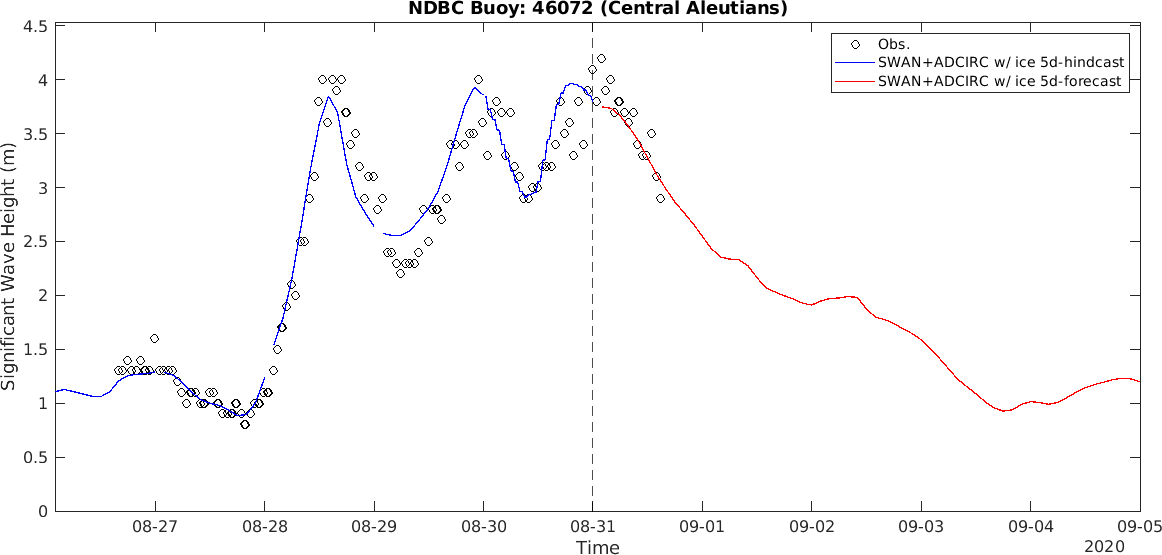 NDBC Buoy: 46072 (Central Aleutians)
Obs.
SWAN+ADCIRC w/ ice 5d-hindcast
SWAN+ADCIRC w/ ice 5d-forecast
Significant Wave Height (m)
4.5
4
3.5
3
2.5
2
1.5
1
0.5
0
08-27 08-28 08-29 08-30 08-31 09-01 09-02 09-03 09-04 09-05
2020
Time